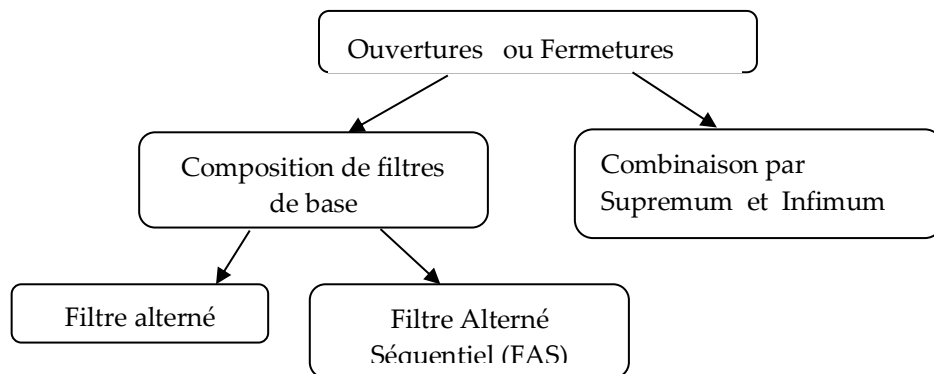 Ouvertures ou Fermetures
Composition de filtres
de base
Combinaison par
Supremum et Infimum
Filtre alterné
Filtre Alterné
Séquentiel (FAS)